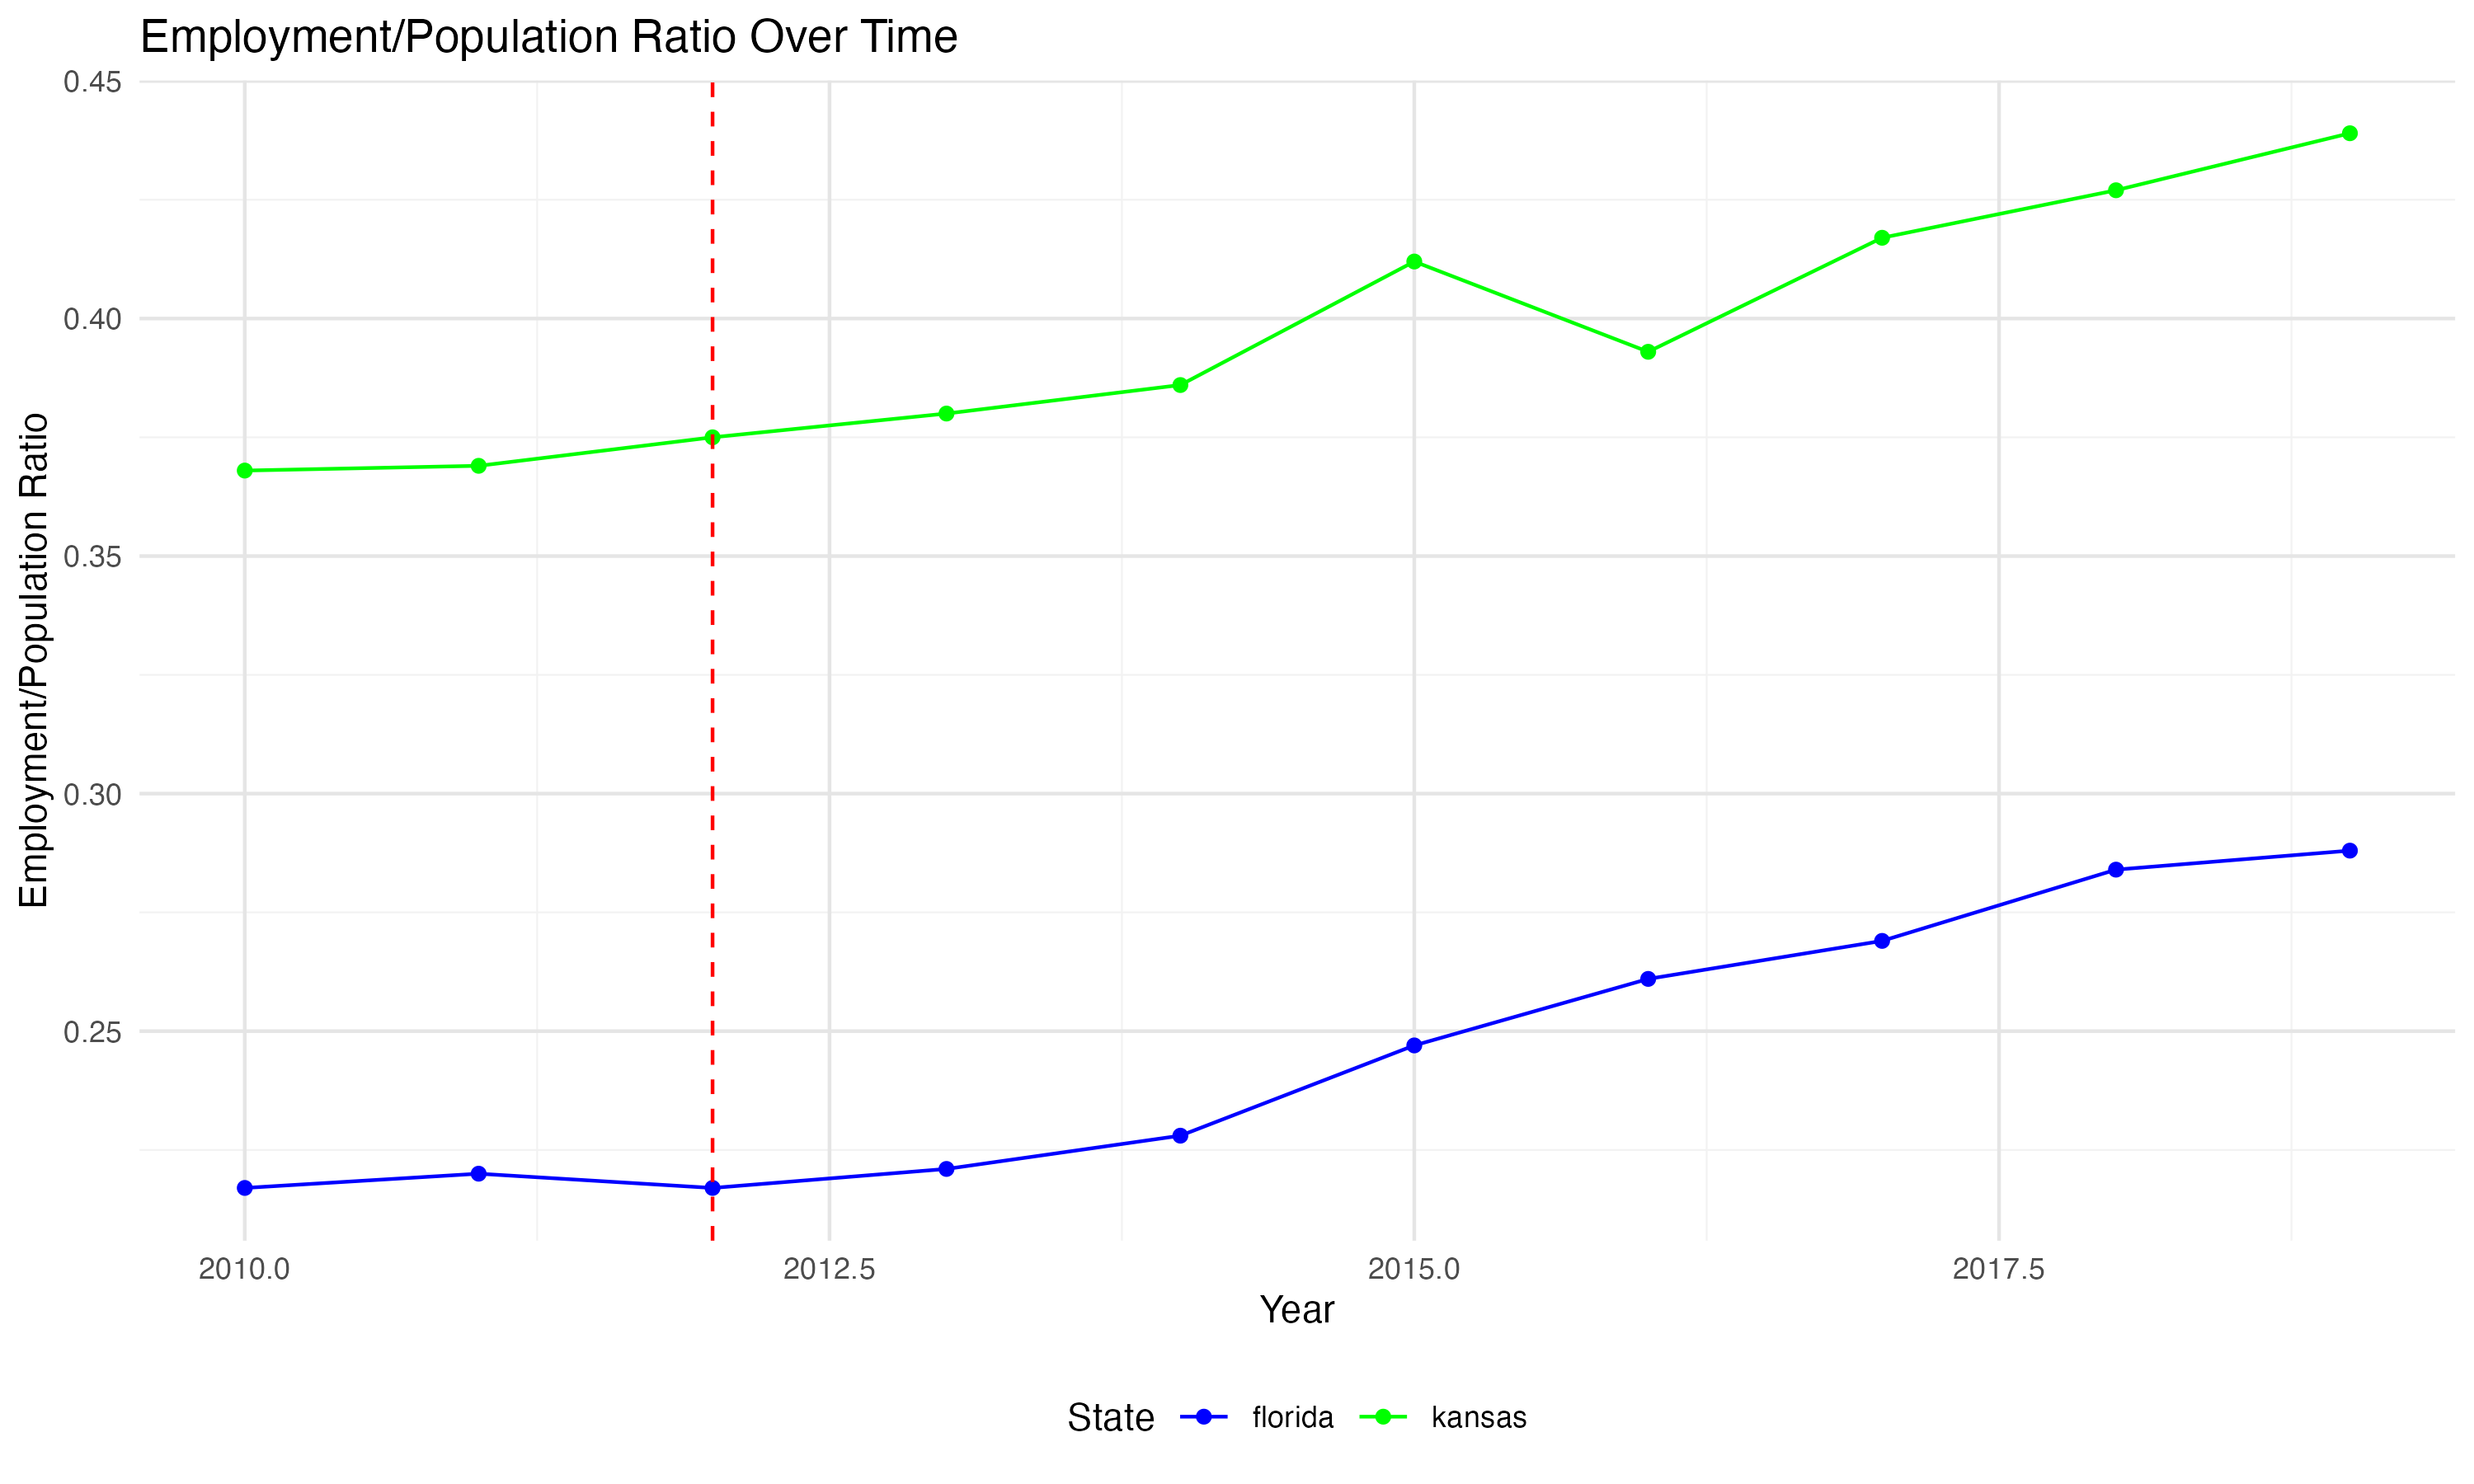 Employment/Population Ratio Over Time
Employment/Population Ratio
0.45
0.40
0.35
0.30
0.25
2010.0 2012.5 2015.0 2017.5
Year
State florida kansas